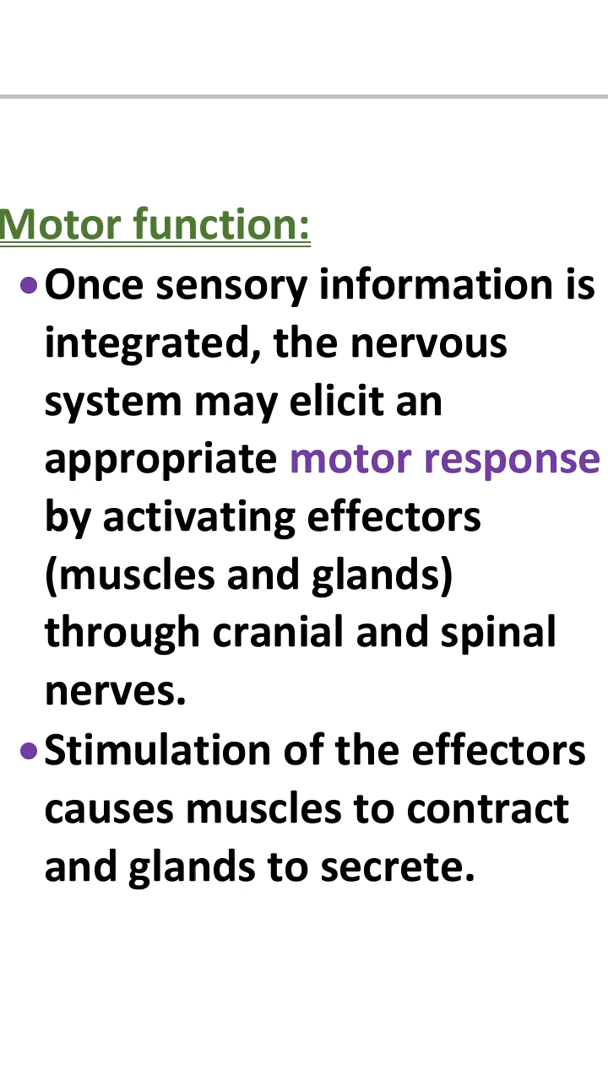 Motor function:
•Once sensory information is
integrated, the nervous
system may elicit an
appropriate motor response
by activating effectors
(muscles and glands)
through cranial and spinal
nerves.
•Stimulation of the effectors
causes muscles to contract
and glands to secrete.